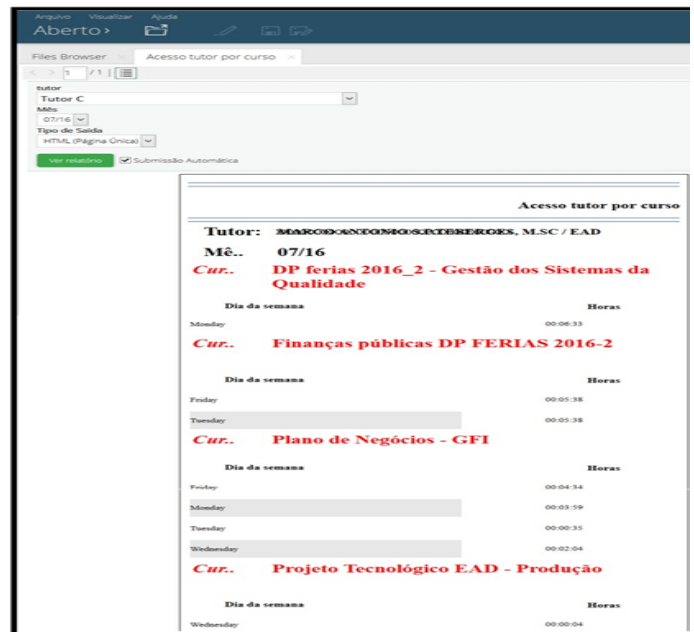 Arquivo Visualizar Ajuda
Aberto›
Files Browser × Acesso tutor por curso ×
< > 1 / 1
tutor
Tutor C
Mês
07/16
Tipo de Saída
HTML (Página Única)
Ver relatório Submissão Automática
Acesso tutor por curso
Tutor: M.SC / EAD
Mê.. 07/16
Cur.. DP ferias 2016_2 - Gestão dos Sistemas da
Qualidade
Dia da semana Horas
Monday 00:06:33
Cur.. Finanças públicas DP FERIAS 2016-2
Dia da semana Horas
Friday 00:05:38
Tuesday 00:05:38
Cur.. Plano de Negócios - GFI
Dia da semana Horas
Friday 00:04:34
Monday 00:03:59
Tuesday 00:00:35
Wednesday 00:02:04
Cur.. Projeto Tecnológico EAD - Produção
Dia da semana Horas
Wednesday 00:00:04